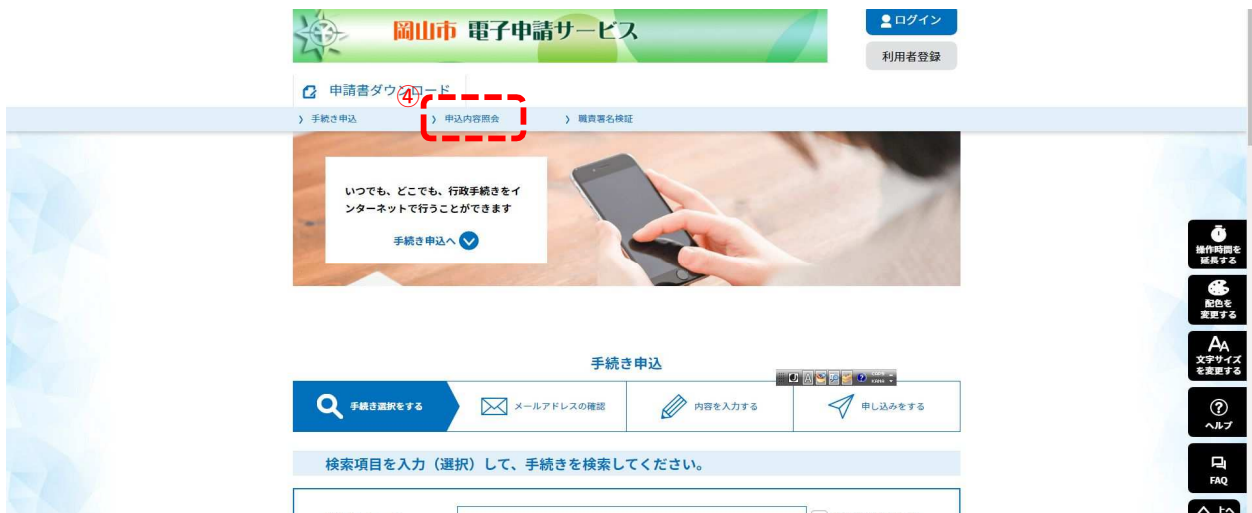 岡山市 電子申請サービス
ログイン
利用者登録
申請書ダウンロード
④
手続き申込
申込内容照会
職責署名検証
いつでも、どこでも、行政手続きをイ
ンターネットで行うことができます
手続き申込へ
操作時間を
延長する
配色を
変更する
AA
文字サイズ
を変更する
手続き申込
手続き選択をする
メールアドレスの確認
内容を入力する
申し込みをする
?
ヘルプ
検索項目を入力（選択）して、手続きを検索してください。
FAQ
上へ